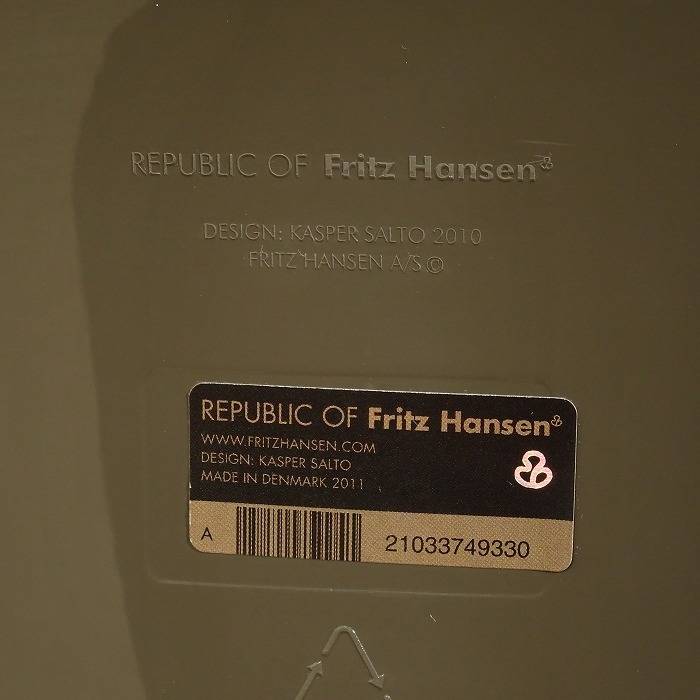 REPUBLIC OF Fritz Hansen
DESIGN: KASPER SALTO 2010
FRITZ HANSEN A/S ©
REPUBLIC OF Fritz Hansen
WWW.FRITZHANSEN.COM
DESIGN: KASPER SALTO
MADE IN DENMARK 2011
A 21033749330